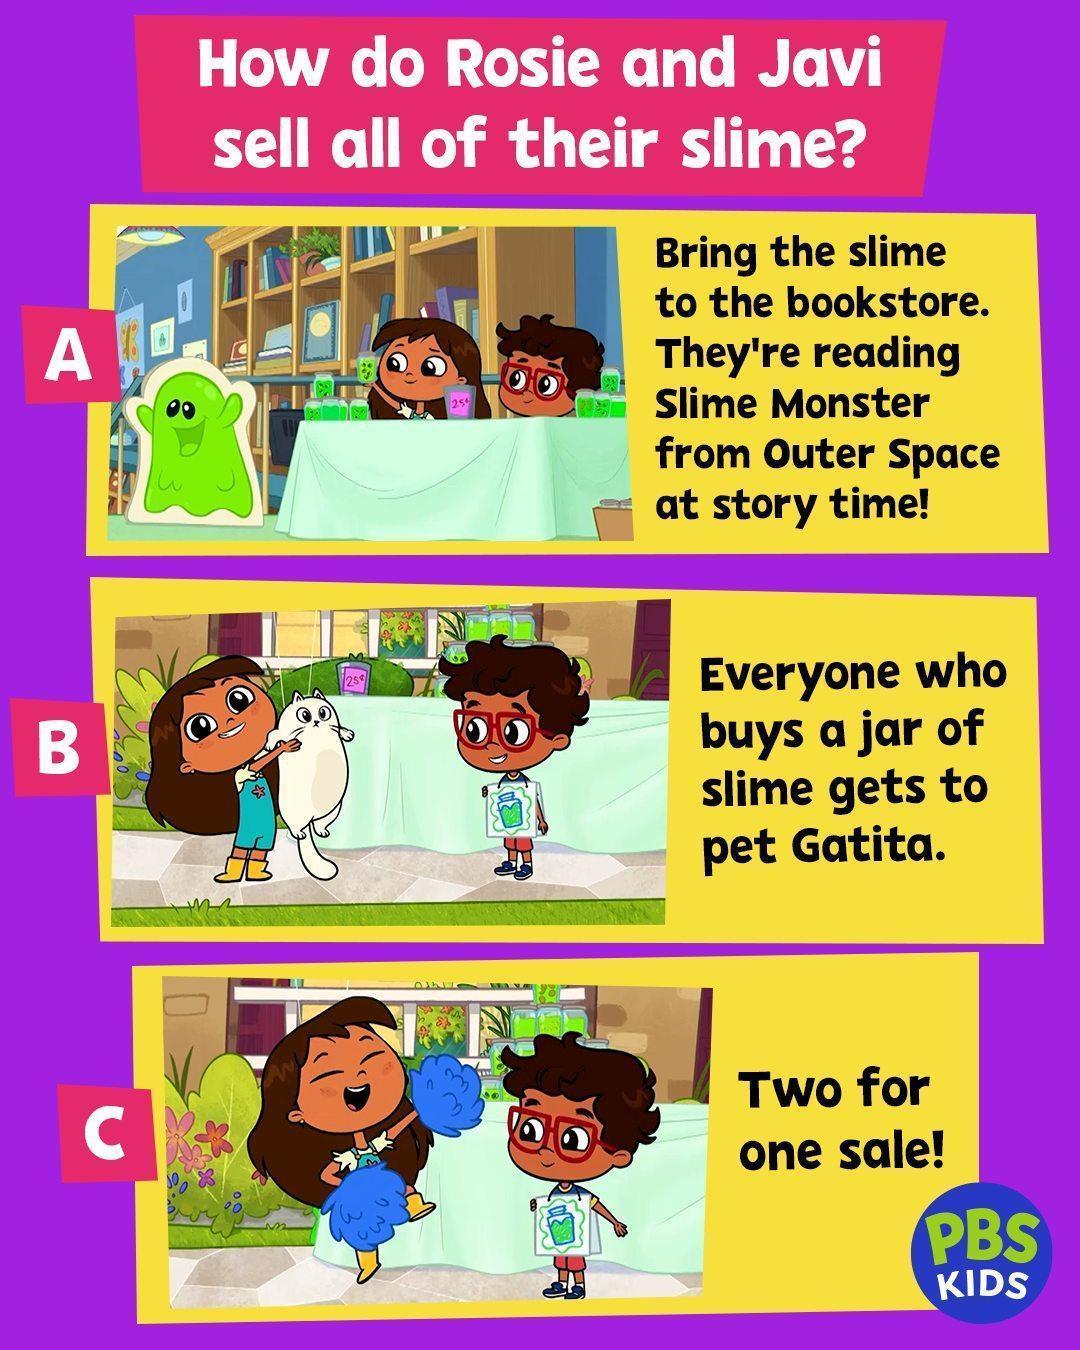 How do Rosie and Javi
sell all of their slime?
A
25¢
Bring the slime
to the bookstore.
They're reading
Slime Monster
from Outer Space
at story time!
B
25¢
Everyone who
buys a jar of
slime gets to
pet Gatita.
C
Two for
one sale!
PBS
KIDS